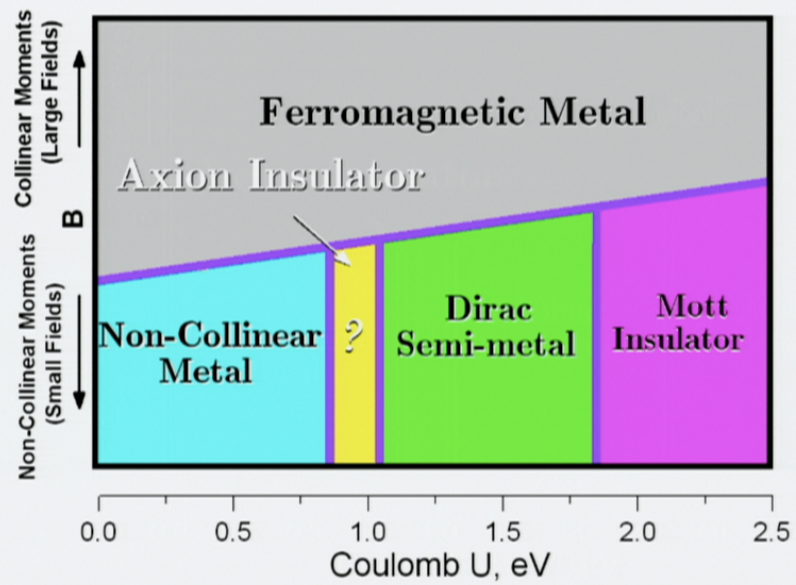 Collinear Moments
(Large Fields)
B
Non-Collinear Moments
(Small Fields)
Ferromagnetic Metal
Axion Insulator
Non-Collinear
Metal
?
Dirac
Semi-metal
Mott
Insulator
0.0 0.5 1.0 1.5 2.0 2.5
Coulomb U, eV